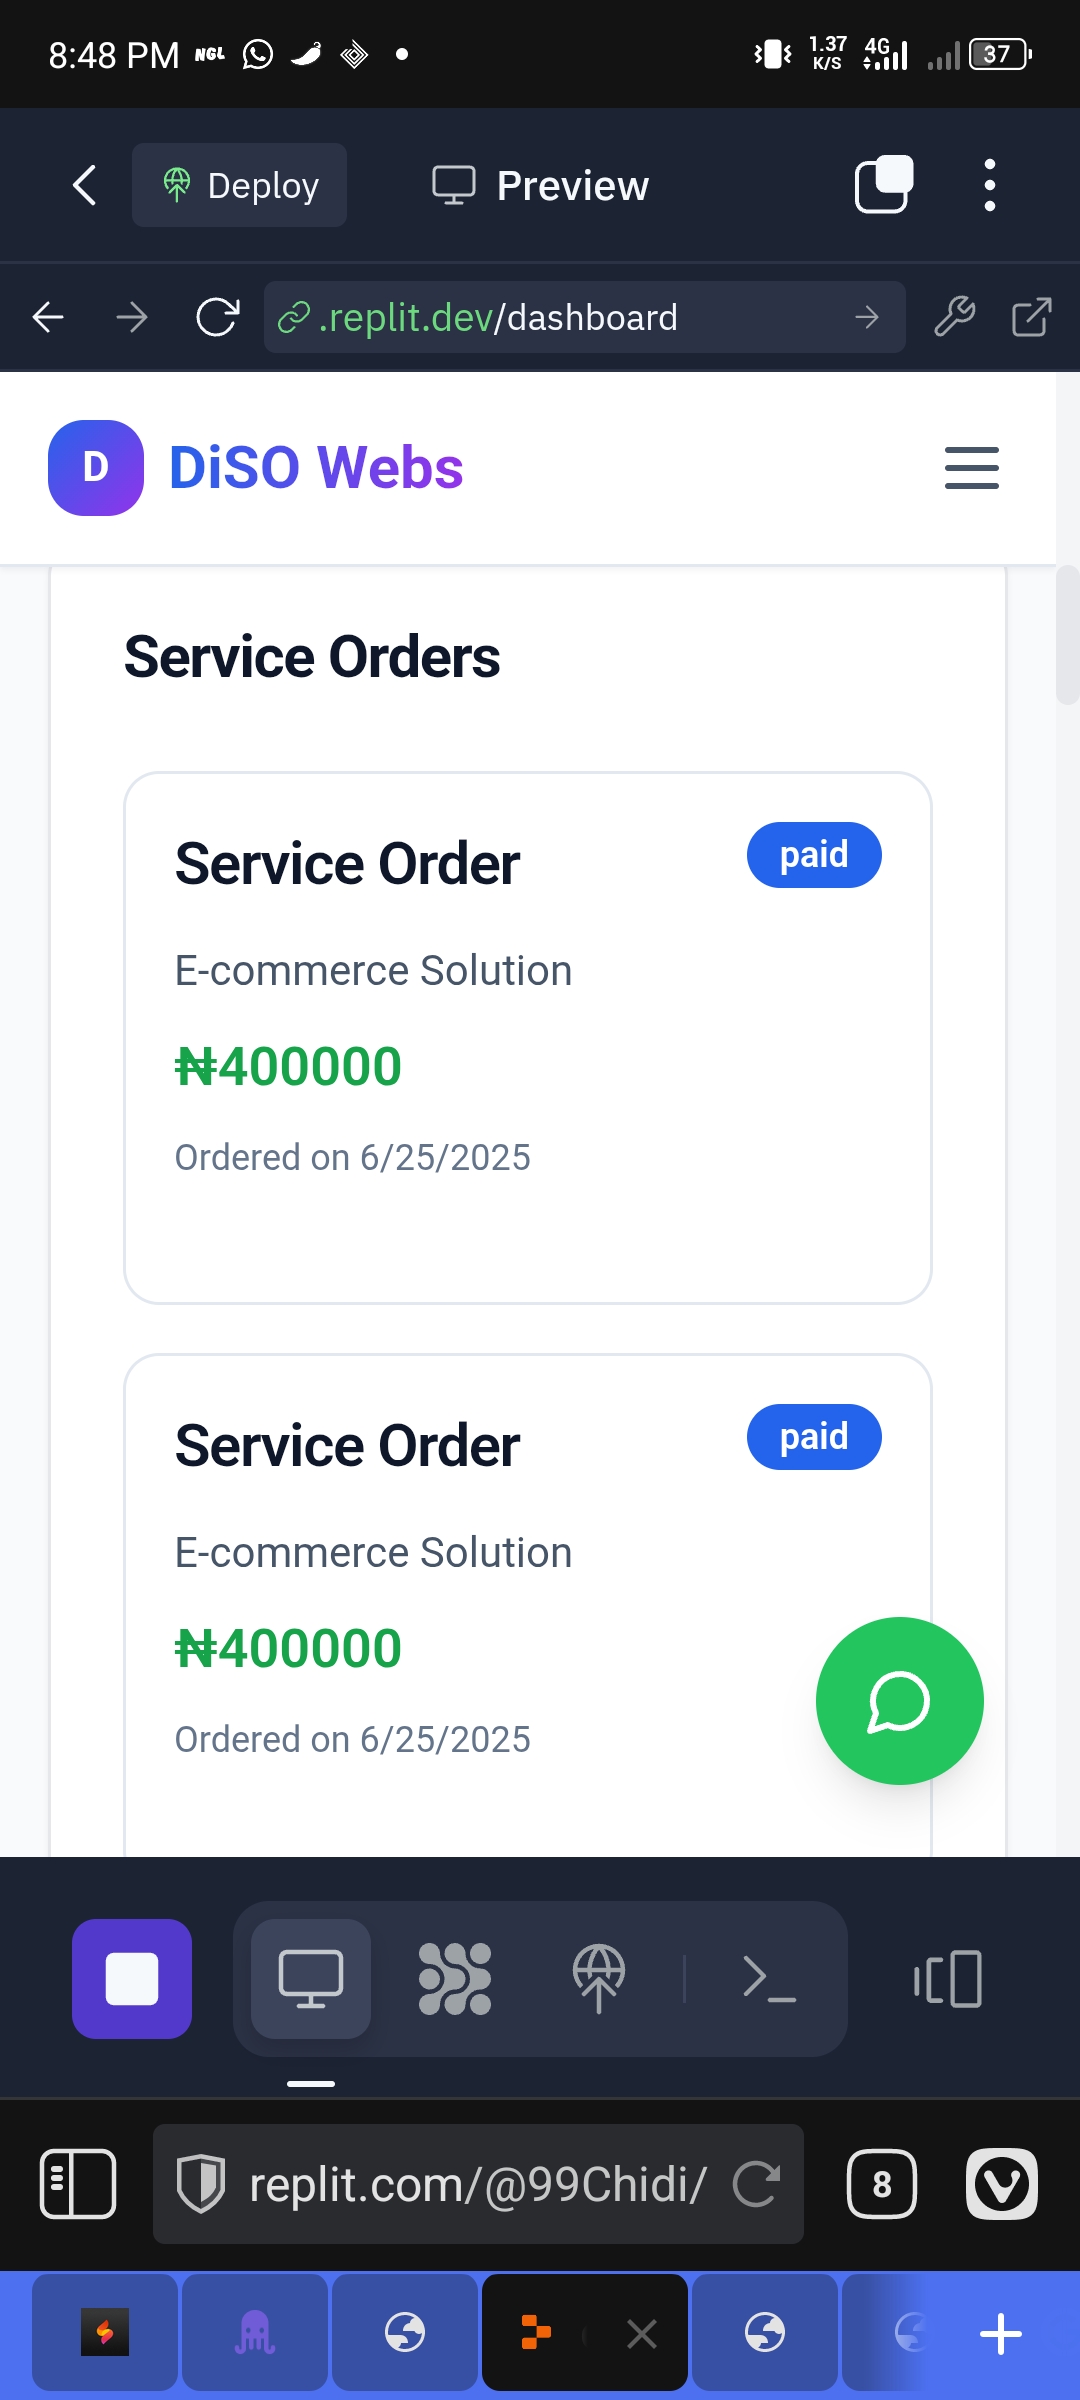 8:48 PM NGL 1.37 K/S 4G 37
Deploy Preview
.replit.dev/dashboard
D DiSO Webs
Service Orders
Service Order paid
E-commerce Solution
₦400000
Ordered on 6/25/2025
Service Order paid
E-commerce Solution
₦400000
Ordered on 6/25/2025
replit.com/@99Chidi/ 8